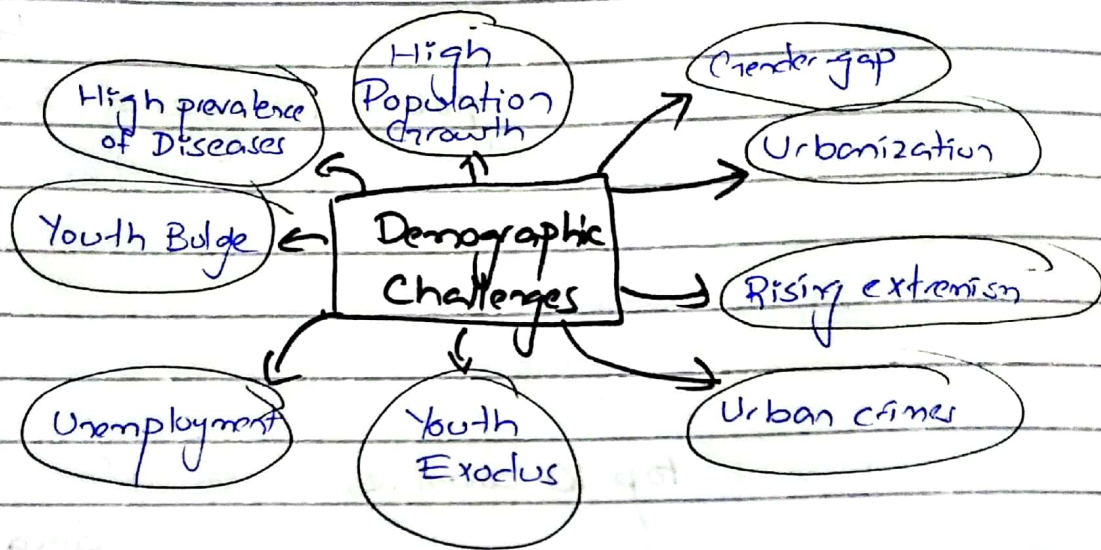 High
Population
Growth
Gender-gap
High prevalence
of Diseases
Urbanization
Youth Bulge
Demographic
Challenges
Rising extremism
Unemployment
Youth
Exodus
Urban crimes